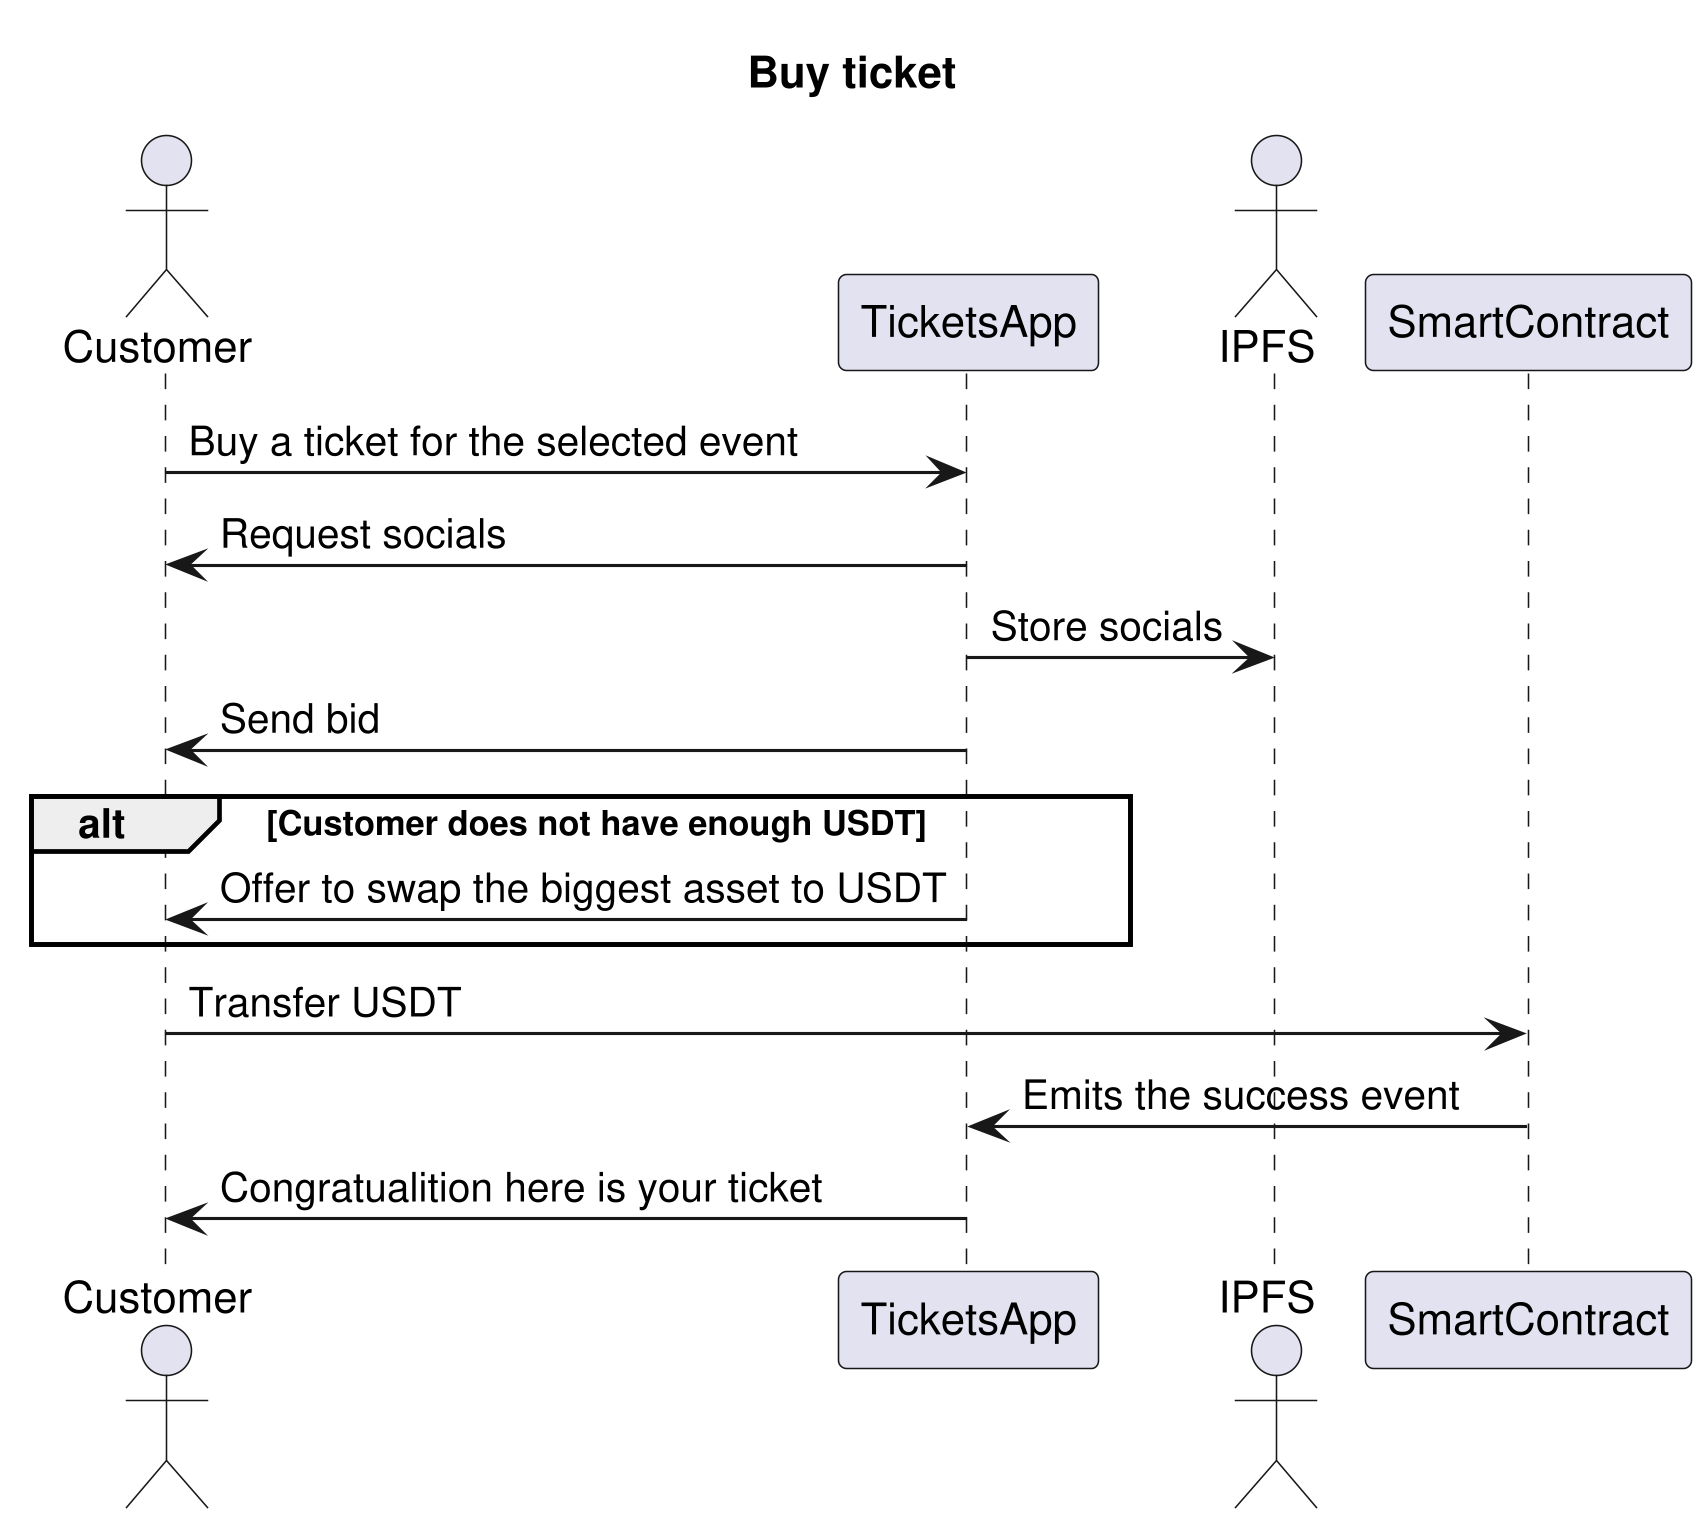 Buy ticket
Customer
TicketsApp
IPFS
SmartContract
Buy a ticket for the selected event
Request socials
Store socials
Send bid
alt [Customer does not have enough USDT]
Offer to swap the biggest asset to USDT
Transfer USDT
Emits the success event
Congratualition here is your ticket
Customer
TicketsApp
IPFS
SmartContract